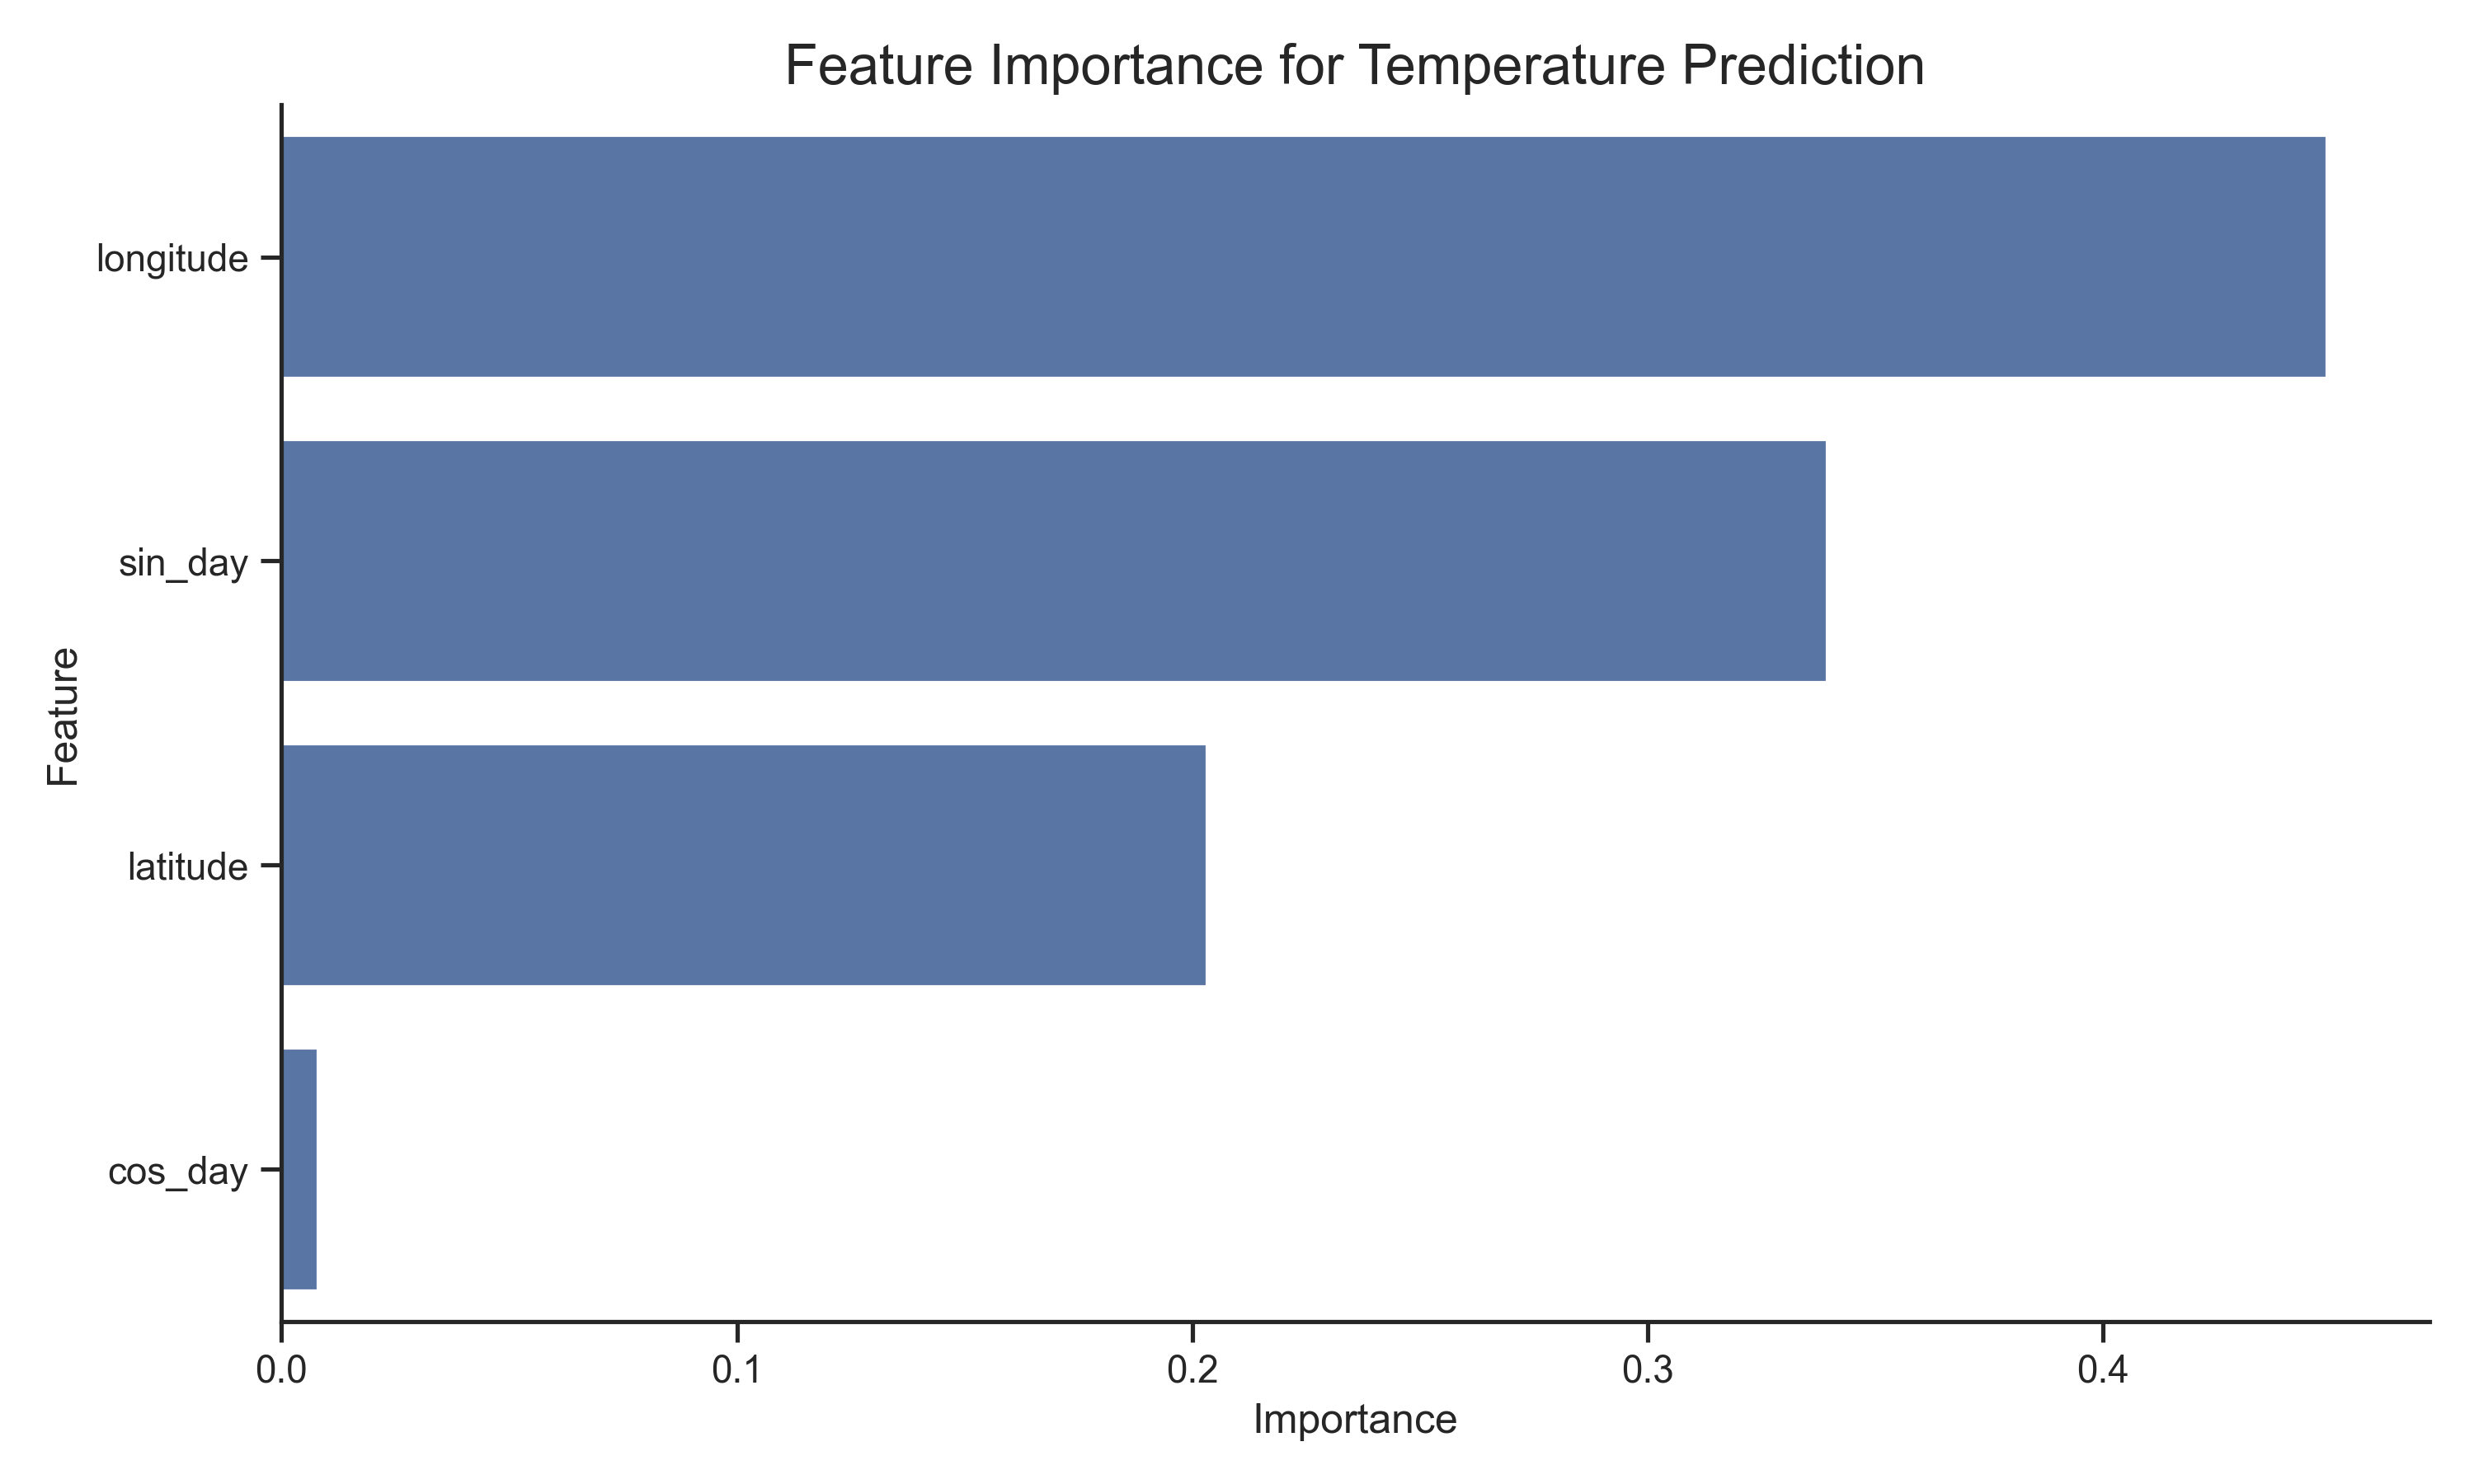 Feature Importance for Temperature Prediction
longitude
sin_day
latitude
cos_day
Feature
0.0 0.1 0.2 0.3 0.4
Importance